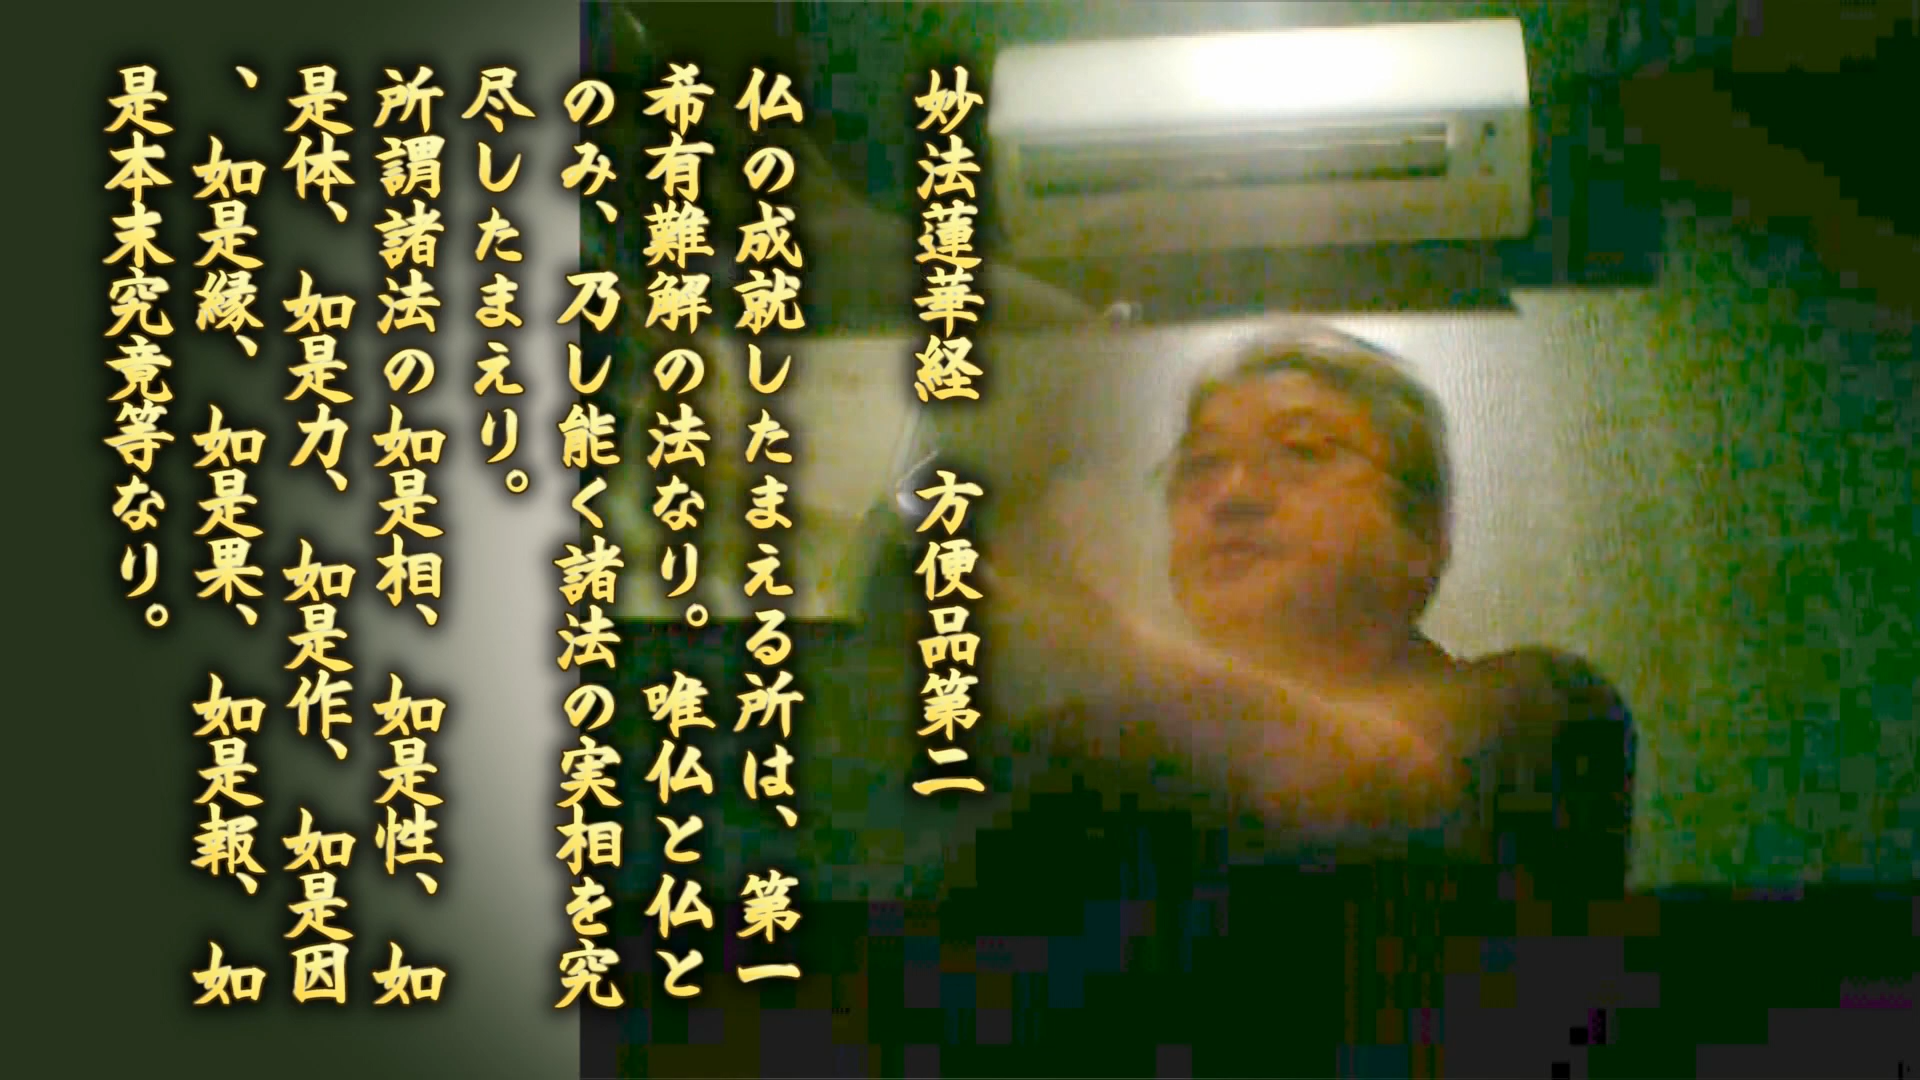 妙法蓮華経　方便品第二
仏の成就したまえる所は、第一
希有難解の法なり。唯仏と仏と
のみ、乃し能く諸法の実相を究
尽したまえり。
所謂諸法の如是相、如是性、如
是体、如是力、如是作、如是因
、如是縁、如是果、如是報、如
是本末究竟等なり。